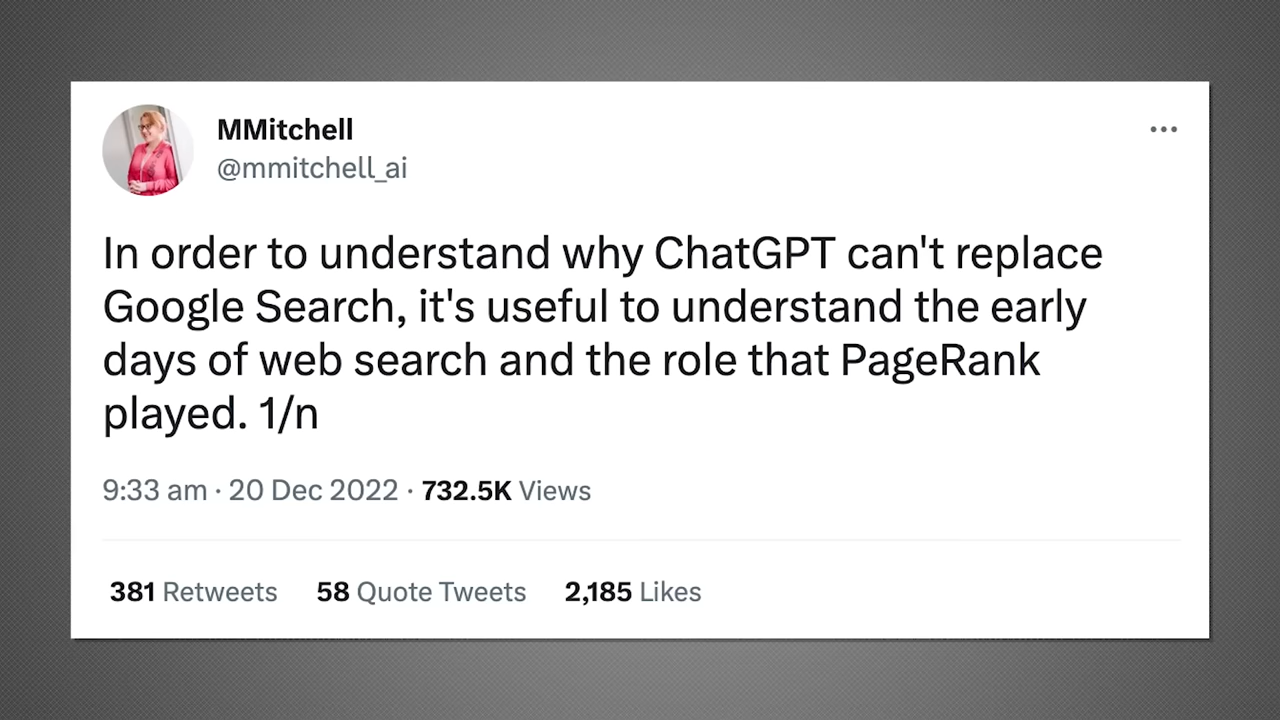 MMitchell
@mmitchell_ai
In order to understand why ChatGPT can't replace
Google Search, it's useful to understand the early
days of web search and the role that PageRank
played. 1/n
9:33 am · 20 Dec 2022 · 732.5K Views
381 Retweets 58 Quote Tweets 2,185 Likes